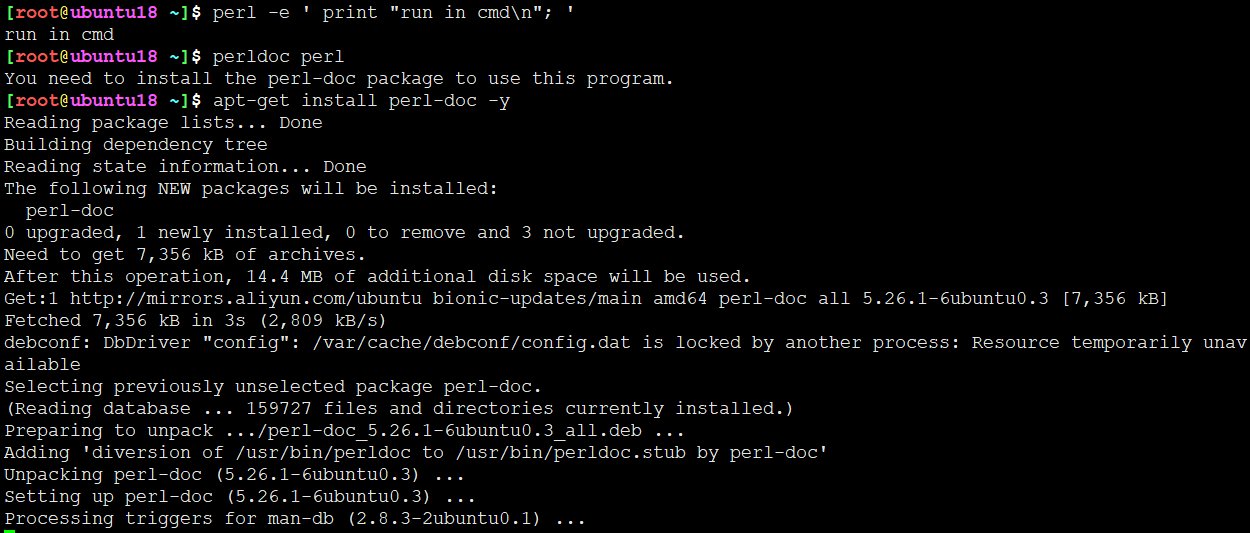 [root@ubuntu18 ~]$ perl -e ' print "run in cmd\n"; '
run in cmd
[root@ubuntu18 ~]$ perldoc perl
You need to install the perl-doc package to use this program.
[root@ubuntu18 ~]$ apt-get install perl-doc -y
Reading package lists... Done
Building dependency tree
Reading state information... Done
The following NEW packages will be installed:
  perl-doc
0 upgraded, 1 newly installed, 0 to remove and 3 not upgraded.
Need to get 7,356 kB of archives.
After this operation, 14.4 MB of additional disk space will be used.
Get:1 http://mirrors.aliyun.com/ubuntu bionic-updates/main amd64 perl-doc all 5.26.1-6ubuntu0.3 [7,356 kB]
Fetched 7,356 kB in 3s (2,809 kB/s)
debconf: DbDriver "config": /var/cache/debconf/config.dat is locked by another process: Resource temporarily unav
ailable
Selecting previously unselected package perl-doc.
(Reading database ... 159727 files and directories currently installed.)
Preparing to unpack .../perl-doc_5.26.1-6ubuntu0.3_all.deb ...
Adding 'diversion of /usr/bin/perldoc to /usr/bin/perldoc.stub by perl-doc'
Unpacking perl-doc (5.26.1-6ubuntu0.3) ...
Setting up perl-doc (5.26.1-6ubuntu0.3) ...
Processing triggers for man-db (2.8.3-2ubuntu0.1) ...